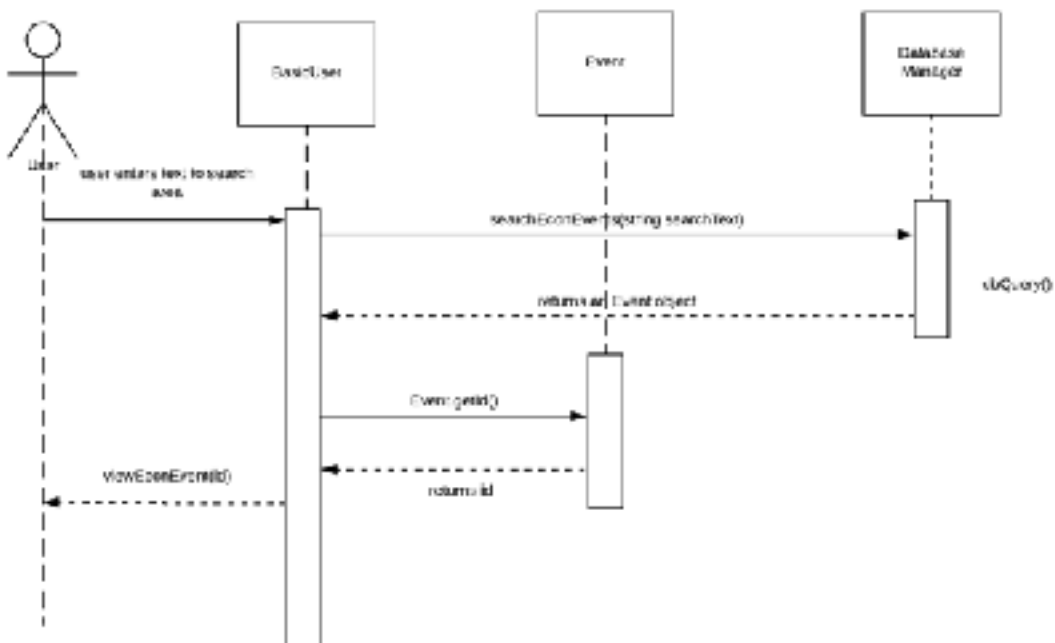 BasicUser
Event
Database
Manager
User
user enters text to search
area
searchEconEvents(string searchText)
dbQuery()
returns an Event object
Event.getId()
viewEconEvent(id)
returns id